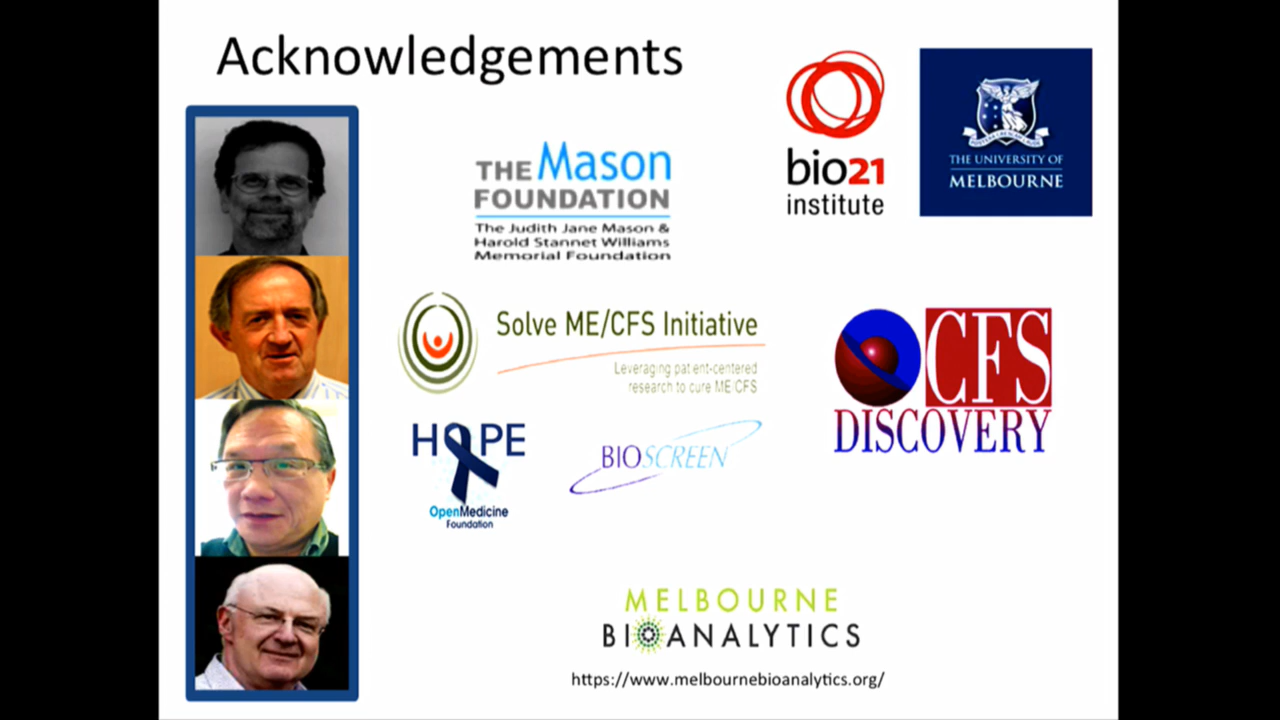 Acknowledgements
THE Mason
FOUNDATION
The Judith Jane Mason &
Harold Stannet Williams
Memorial Foundation
bio21
institute
THE UNIVERSITY OF
MELBOURNE
Solve ME/CFS Initiative
Leveraging patient-centered
research to cure ME CFS
CFS
DISCOVERY
HOPE
OpenMedicine
Foundation
BIOSCREEN
MELBOURNE
BIOANALYTICS
https://www.melbournebioanalytics.org/